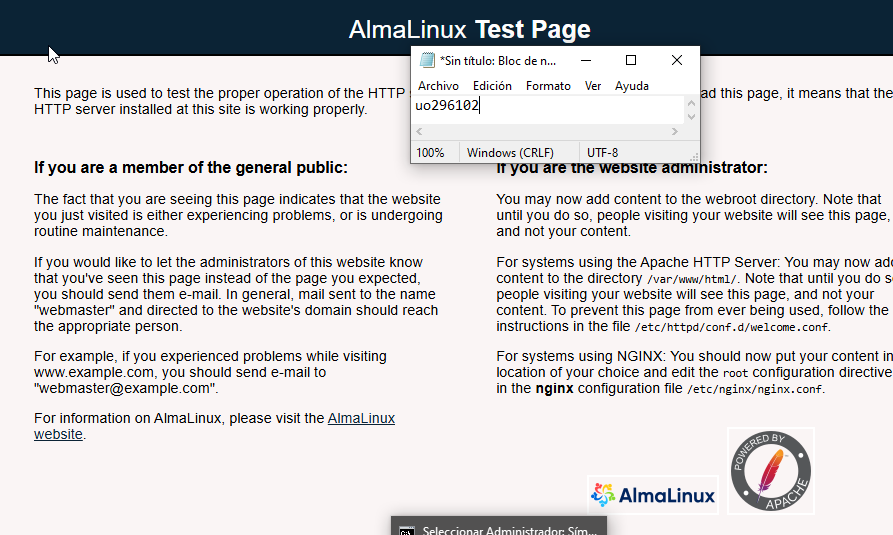 AlmaLinux Test Page
*Sin título: Bloc de n...
Archivo Edición Formato Ver Ayuda
uo296102
100% Windows (CRLF) UTF-8
This page is used to test the proper operation of the HTTP
ad this page, it means that the
HTTP server installed at this site is working properly.
If you are a member of the general public:
The fact that you are seeing this page indicates that the website
you just visited is either experiencing problems, or is undergoing
routine maintenance.
If you would like to let the administrators of this website know
that you've seen this page instead of the page you expected,
you should send them e-mail. In general, mail sent to the name
"webmaster" and directed to the website's domain should reach
the appropriate person.
For example, if you experienced problems while visiting
www.example.com, you should send e-mail to
"webmaster@example.com".
For information on AlmaLinux, please visit the AlmaLinux
website.
If you are the website administrator:
You may now add content to the webroot directory. Note that
until you do so, people visiting your website will see this page,
and not your content.
For systems using the Apache HTTP Server: You may now add
content to the directory /var/www/html/. Note that until you do s
people visiting your website will see this page, and not your
content. To prevent this page from ever being used, follow the
instructions in the file /etc/httpd/conf.d/welcome.conf.
For systems using NGINX: You should now put your content in
location of your choice and edit the root configuration directive
in the nginx configuration file /etc/nginx/nginx.conf.
AlmaLinux
POWERED BY
APACHE
Seleccionar Administrador: Sím...